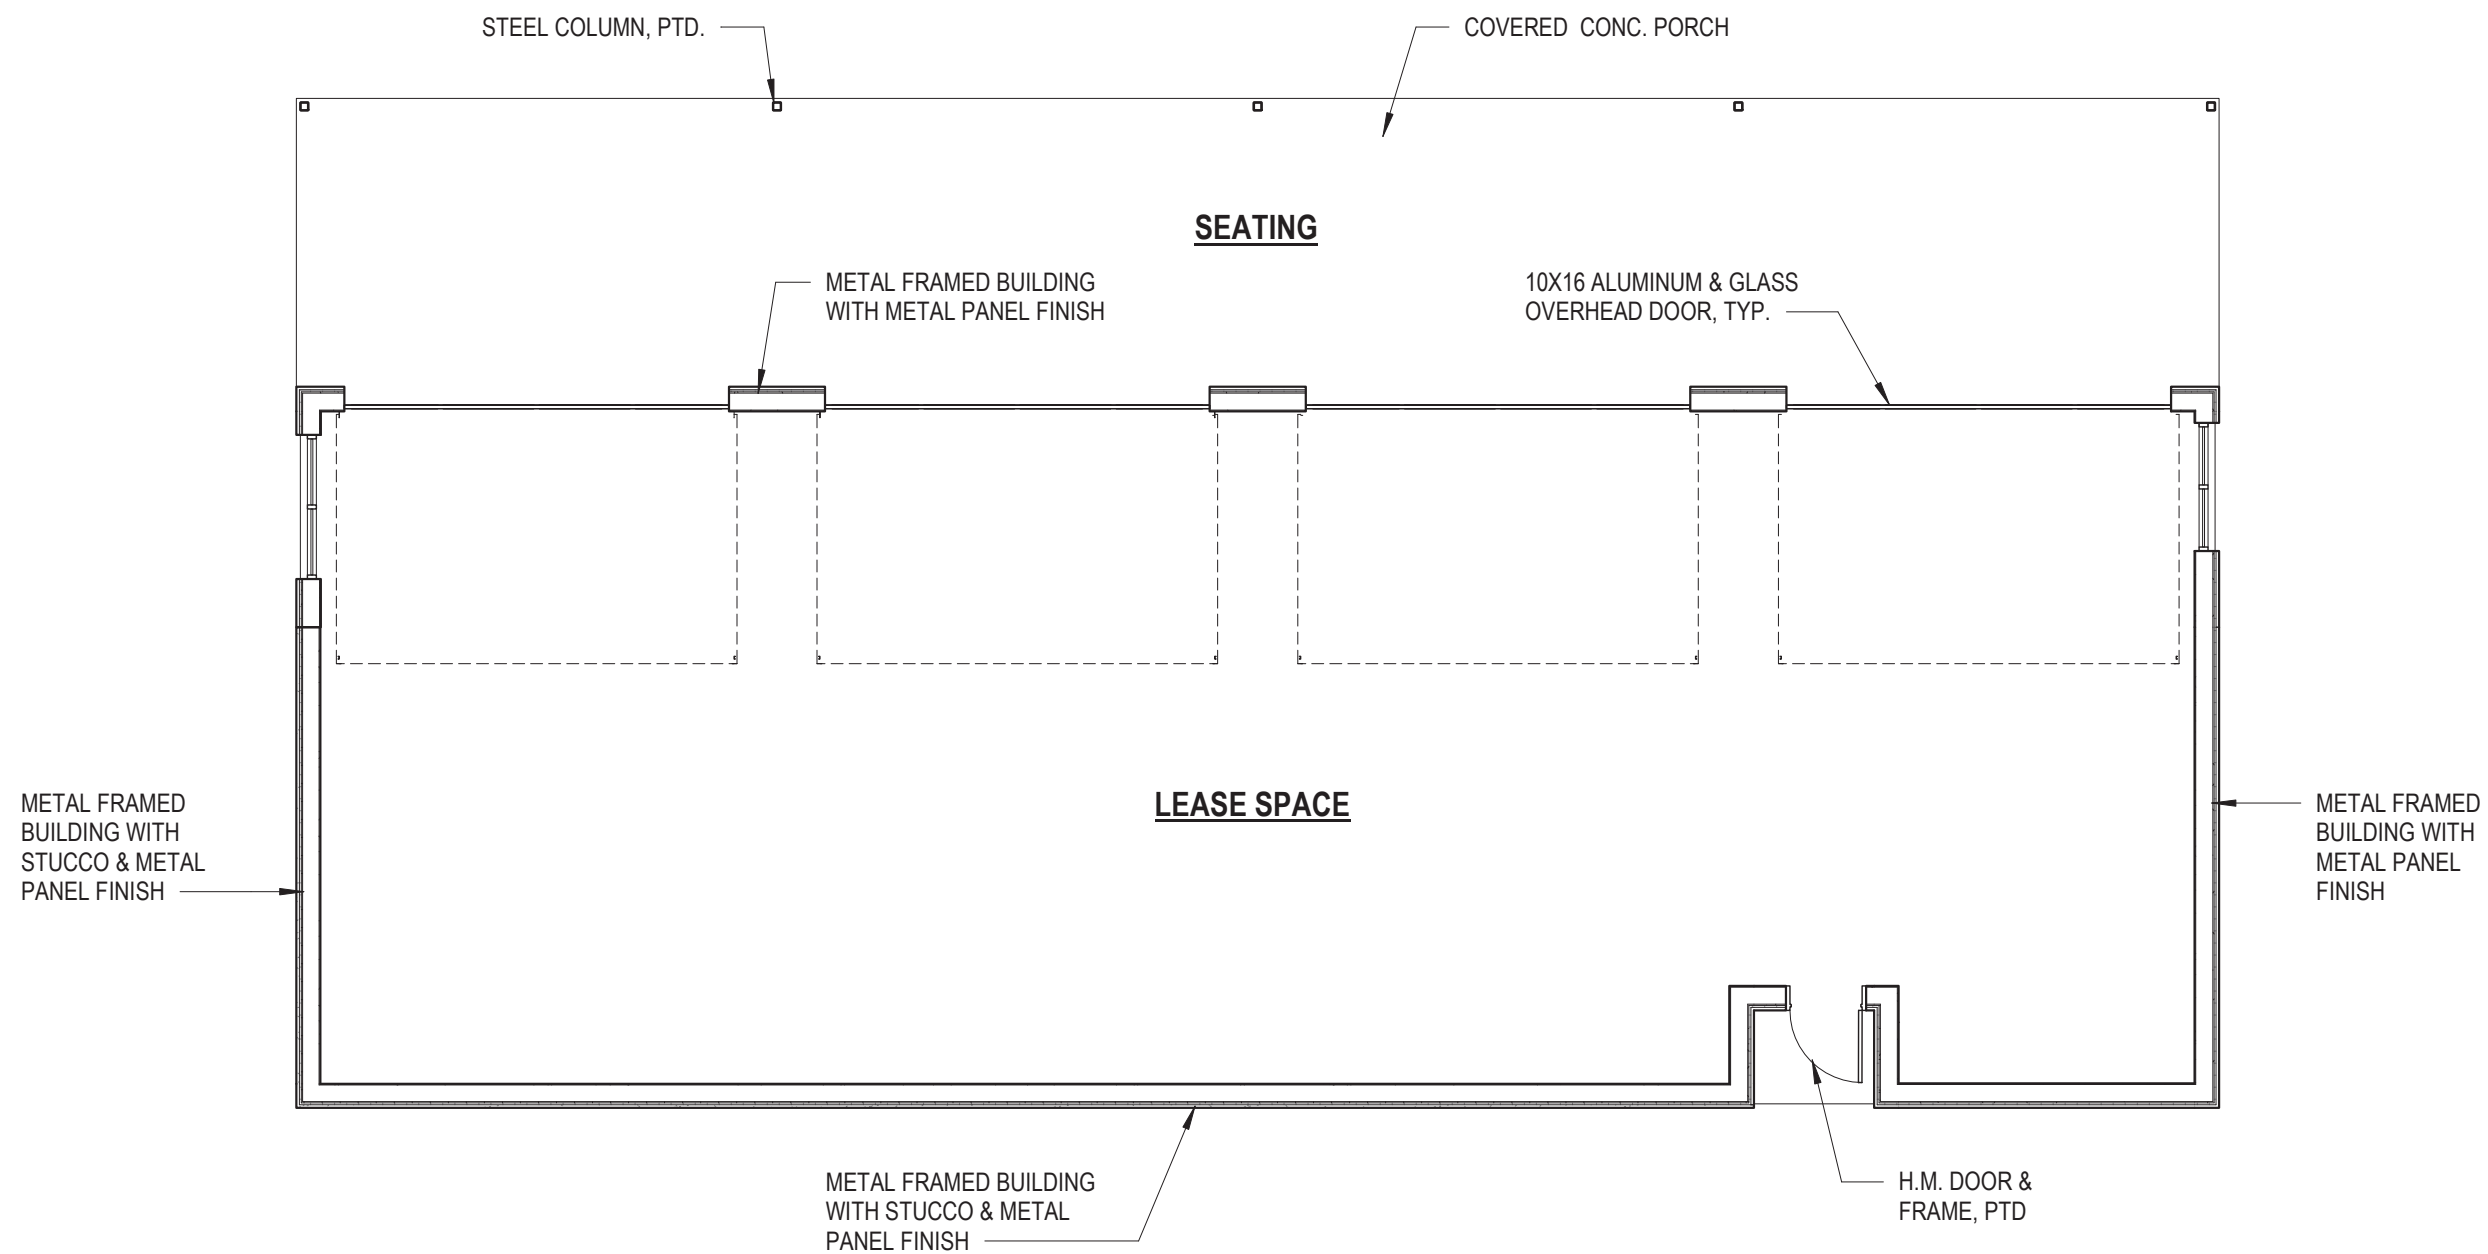 STEEL COLUMN, PTD.
COVERED CONC. PORCH
SEATING
METAL FRAMED BUILDING
WITH METAL PANEL FINISH
10X16 ALUMINUM & GLASS
OVERHEAD DOOR, TYP.
METAL FRAMED
BUILDING WITH
STUCCO & METAL
PANEL FINISH
LEASE SPACE
METAL FRAMED
BUILDING WITH
METAL PANEL
FINISH
METAL FRAMED BUILDING
WITH STUCCO & METAL
PANEL FINISH
H.M. DOOR &
FRAME, PTD